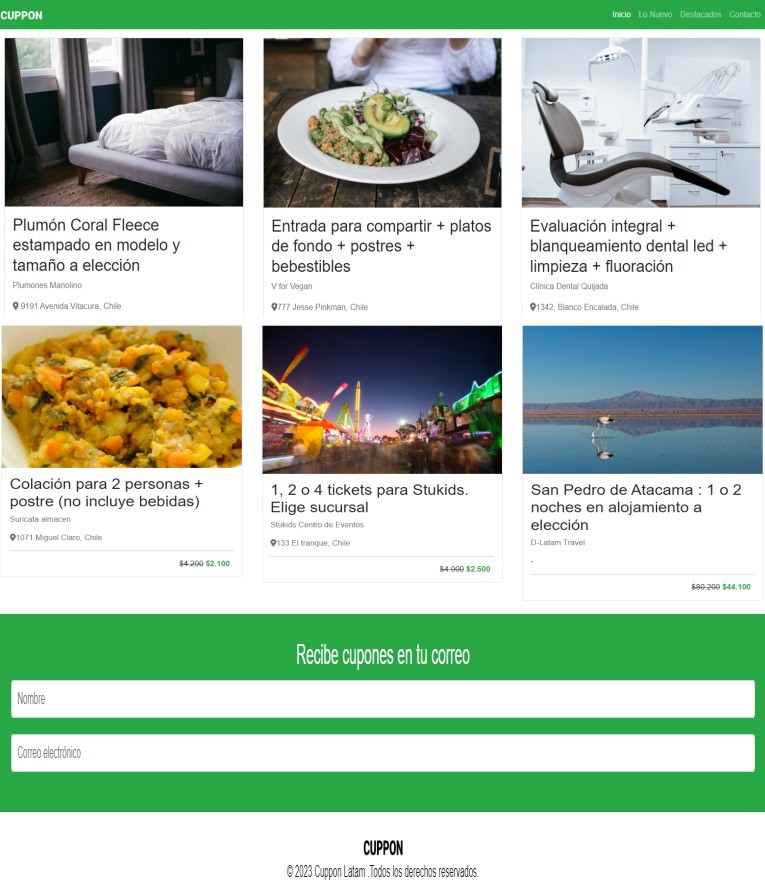 CUPPON
Inicio Lo Nuevo Destacados Contacto
Plumón Coral Fleece
estampado en modelo y
tamaño a elección
Plumones Manolino
9191 Avenida Vitacura, Chile
Entrada para compartir + platos
de fondo + postres +
bebestibles
V for Vegan
777 Jesse Pinkman, Chile
Evaluación integral +
blanqueamiento dental led +
limpieza + fluoración
Clínica Dental Quijada
1342, Blanco Encalada, Chile
Colación para 2 personas +
postre (no incluye bebidas)
Suricata almacen
1071 Miguel Claro, Chile
$4.200 $2.100
1, 2 o 4 tickets para Stukids.
Elige sucursal
Stukids Centro de Eventos
133 El tranque, Chile
$4.000 $2.500
San Pedro de Atacama : 1 o 2
noches en alojamiento a
elección
D-Latam Travel
.
$80.200 $44.100
Recibe cupones en tu correo
Nombre
Correo electrónico
CUPPON
© 2023 Cuppon Latam .Todos los derechos reservados.